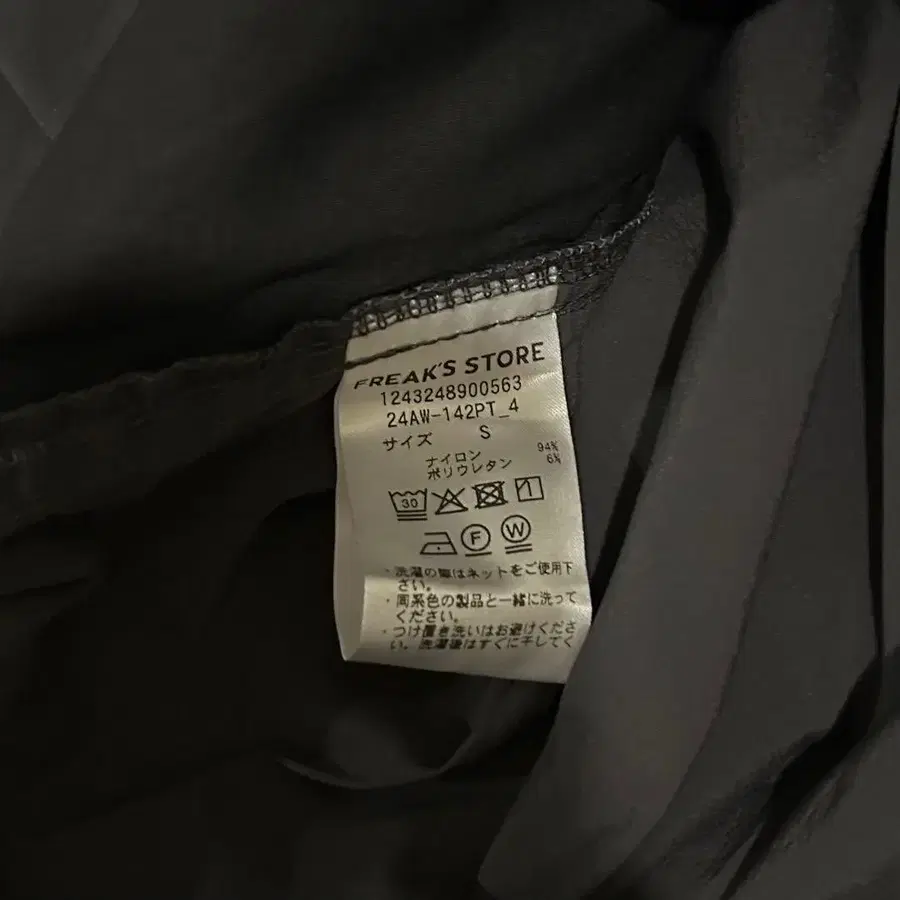 FREAK'S STORE
1243248900563
24AW-142PT_4
サイズ S
ナイロン 94%
ポリウレタン 6%
30
F W
・洗濯の際はネットをご使用下
さい。
・同系色の製品と一緒に洗って
ください。
・つけ置き洗いはお避けくださ
い。洗濯後はすぐに干してく